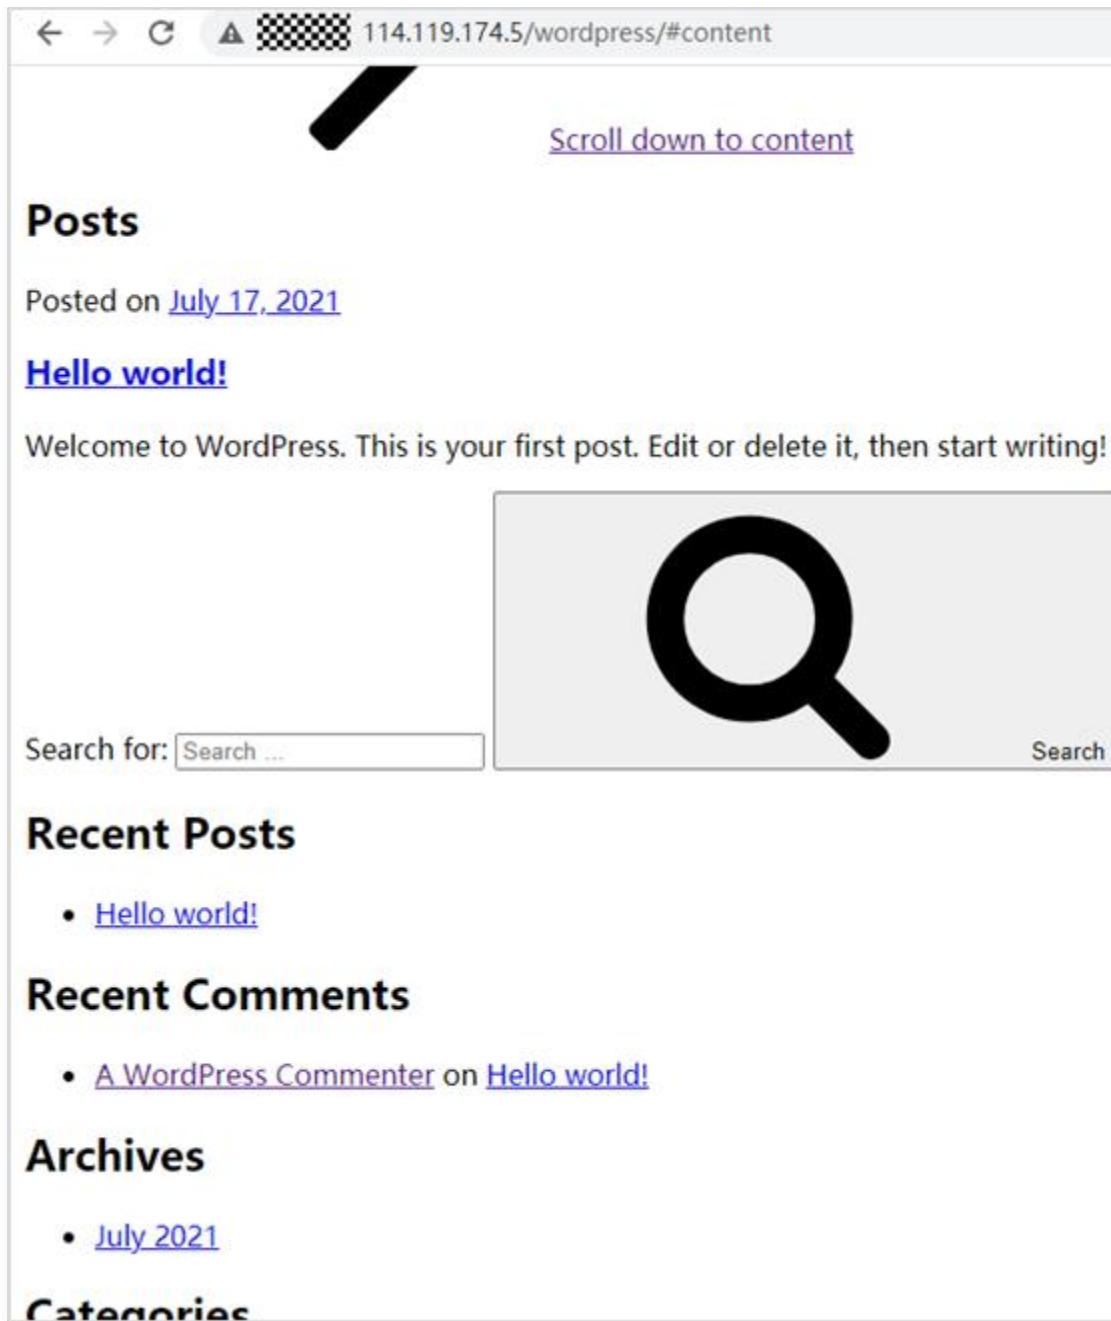 114.119.174.5/wordpress/#content
Scroll down to content
Posts
Posted on July 17, 2021
Hello world!
Welcome to WordPress. This is your first post. Edit or delete it, then start writing!
Search for: Search ... Search
Recent Posts
• Hello world!
Recent Comments
• A WordPress Commenter on Hello world!
Archives
• July 2021
Categories